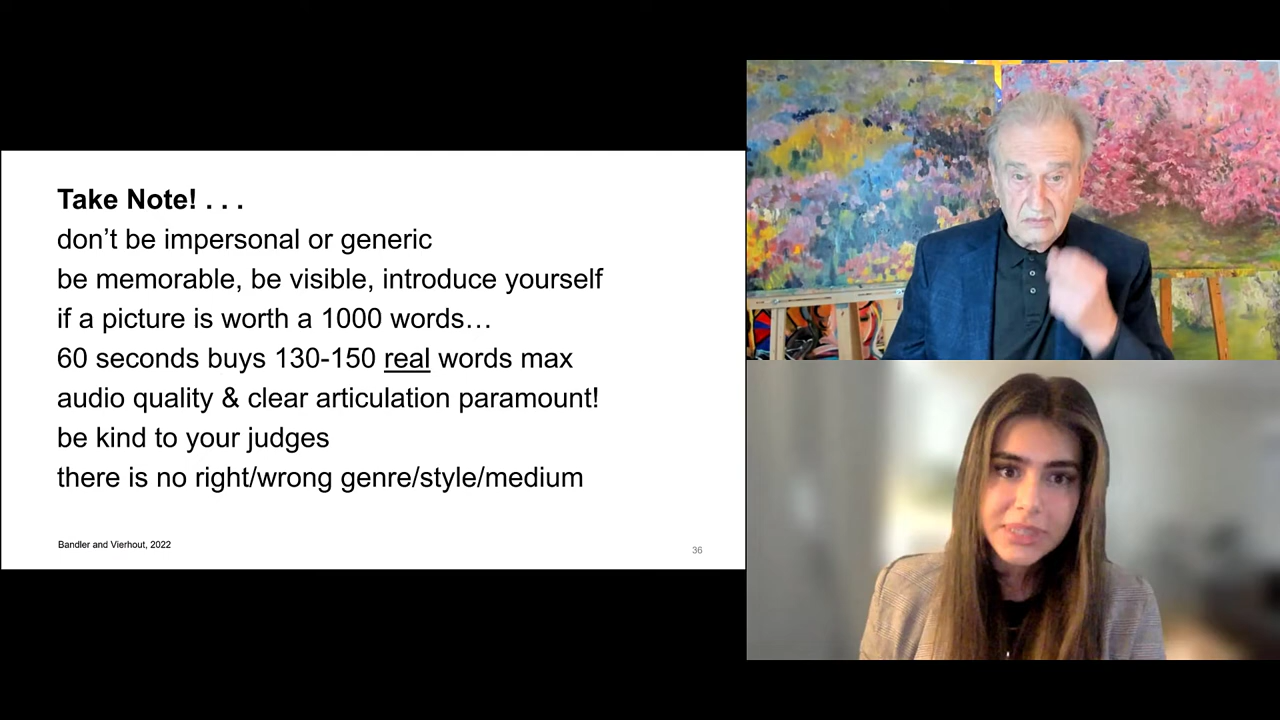 Take Note! . . .
don’t be impersonal or generic
be memorable, be visible, introduce yourself
if a picture is worth a 1000 words…
60 seconds buys 130-150 real words max
audio quality & clear articulation paramount!
be kind to your judges
there is no right/wrong genre/style/medium
Bandler and Vierhout, 2022
36